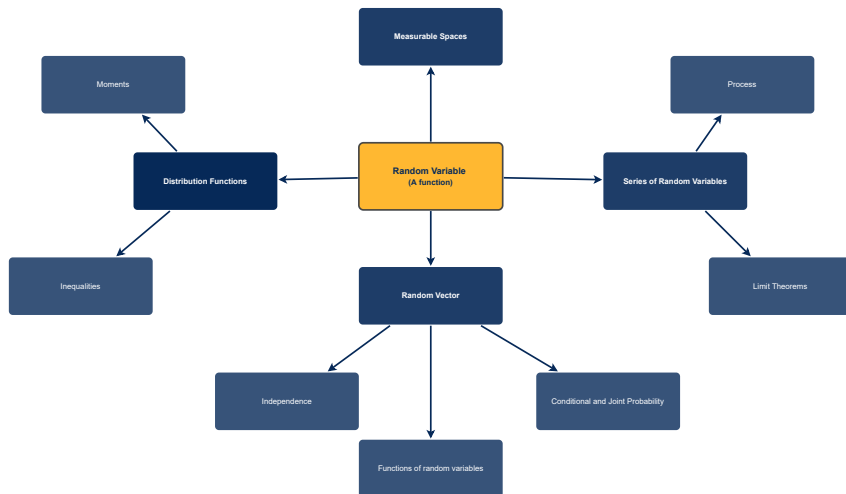 Measurable Spaces
Moments
Process
Random Variable
(A function)
Distribution Functions
Series of Random Variables
Inequalities
Random Vector
Limit Theorems
Independence
Conditional and Joint Probability
Functions of random variables